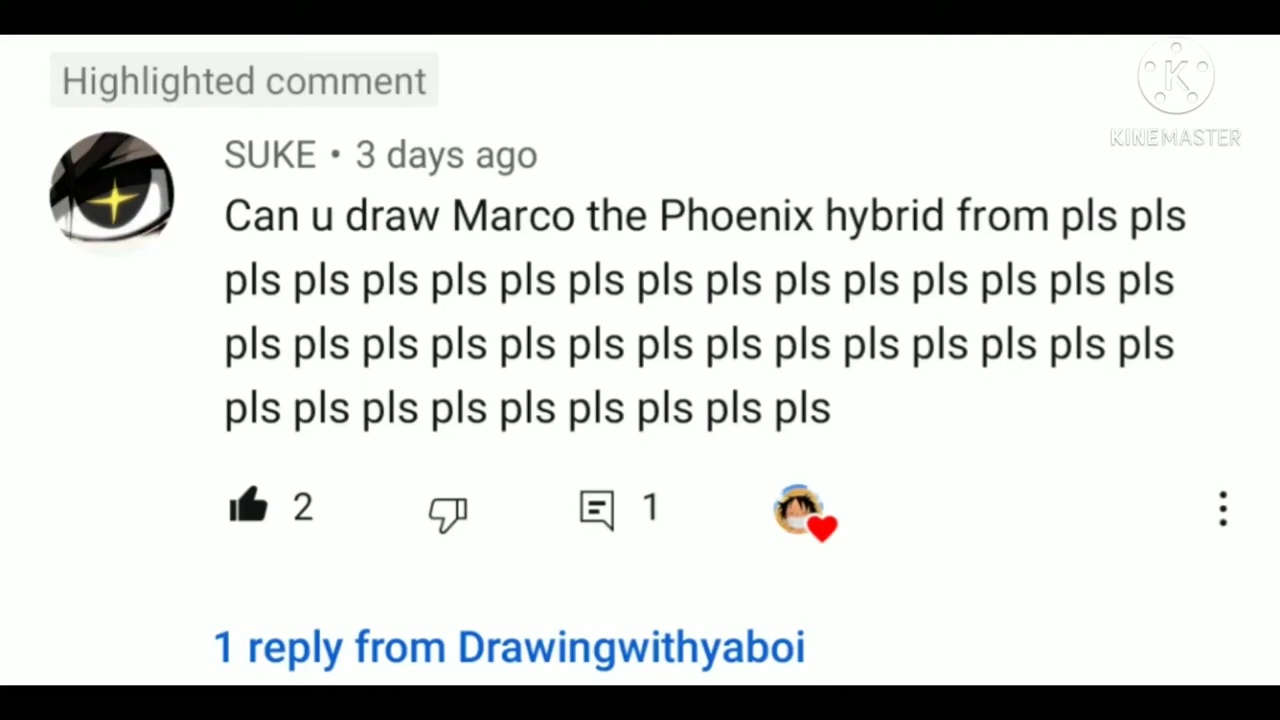 Highlighted comment
KINEMASTER
SUKE • 3 days ago
Can u draw Marco the Phoenix hybrid from pls pls
pls pls pls pls pls pls pls pls pls pls pls pls pls pls
pls pls pls pls pls pls pls pls pls pls pls pls pls pls
pls pls pls pls pls pls pls pls pls
2
1
1 reply from Drawingwithyaboi